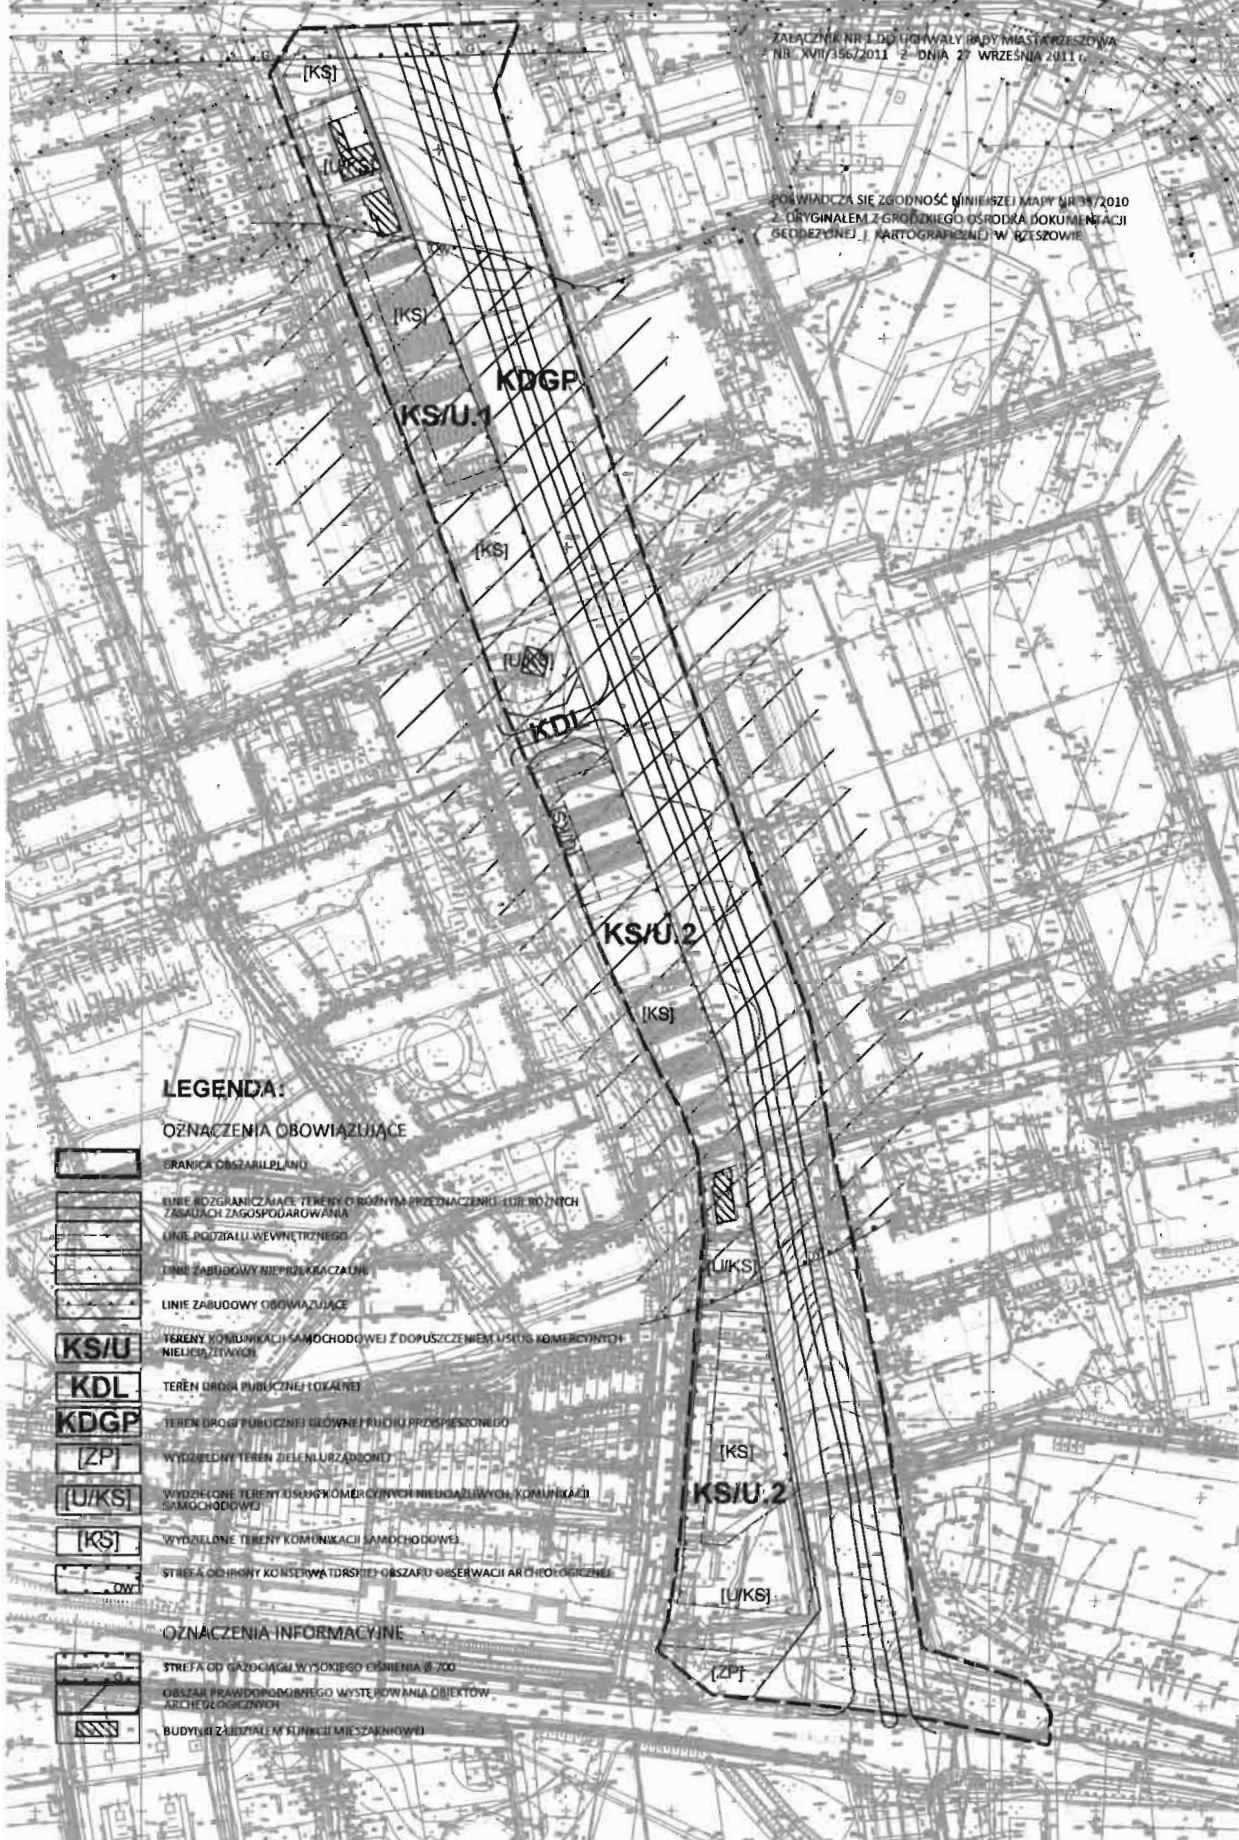 ZAŁĄCZNIK NR 1 DO UCHWAŁY RADY MIASTA RZESZOWA
NR XVII/356/2011 Z DNIA 27 WRZEŚNIA 2011 r.
POŚWIADCZA SIĘ ZGODNOŚĆ NINIEJSZEJ MAPY NR 35/2010
Z ORYGINAŁEM Z GRODZKIEGO OŚRODKA DOKUMENTACJI
GEODEZYJNEJ I KARTOGRAFICZNEJ W RZESZOWIE
G
G
[KS]
[U/KS]
OW
[KS]
KDGP
KS/U.1
[KS]
[U/KS]
KDL
[U/KS]
KS/U.2
[KS]
[U/KS]
[KS]
KS/U.2
[U/KS]
[ZP]
LEGENDA:
OZNACZENIA OBOWIĄZUJĄCE
GRANICA OBSZARU PLANU
LINIE ROZGRANICZAJĄCE TERENY O RÓŻNYM PRZEZNACZENIU LUB RÓŻNYCH
ZASADACH ZAGOSPODAROWANIA
LINIE PODZIAŁU WEWNĘTRZNEGO
LINIE ZABUDOWY NIEPRZEKRACZALNE
LINIE ZABUDOWY OBOWIĄZUJĄCE
KS/U TERENY KOMUNIKACJI SAMOCHODOWEJ Z DOPUSZCZENIEM USŁUG KOMERCYJNYCH
NIEUCIĄŻLIWYCH
KDL TEREN DROGI PUBLICZNEJ LOKALNEJ
KDGP TEREN DROGI PUBLICZNEJ GŁÓWNEJ RUCHU PRZYSPIESZONEGO
[ZP] WYDZIELONY TEREN ZIELENI URZĄDZONEJ
[U/KS] WYDZIELONE TERENY USŁUG KOMERCYJNYCH NIEUCIĄŻLIWYCH, KOMUNIKACJI
SAMOCHODOWEJ
[KS] WYDZIELONE TERENY KOMUNIKACJI SAMOCHODOWEJ
OW STREFA OCHRONY KONSERWATORSKIEJ OBSZARU OBSERWACJI ARCHEOLOGICZNEJ
OZNACZENIA INFORMACYJNE
G STREFA OD GAZOCIĄGU WYSOKIEGO CIŚNIENIA Ø 700
OBSZAR PRAWDOPODOBNEGO WYSTĘPOWANIA OBIEKTÓW
ARCHEOLOGICZNYCH
BUDYNKI Z UDZIAŁEM FUNKCJI MIESZKANIOWEJ